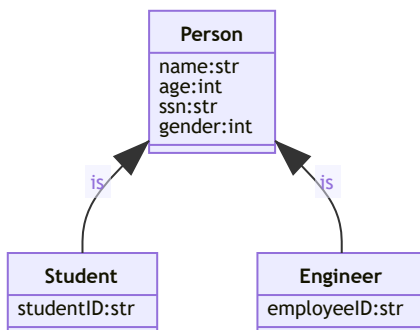 Person
name:str
age:int
ssn:str
gender:int
is
is
Student
studentID:str
Engineer
employeeID:str